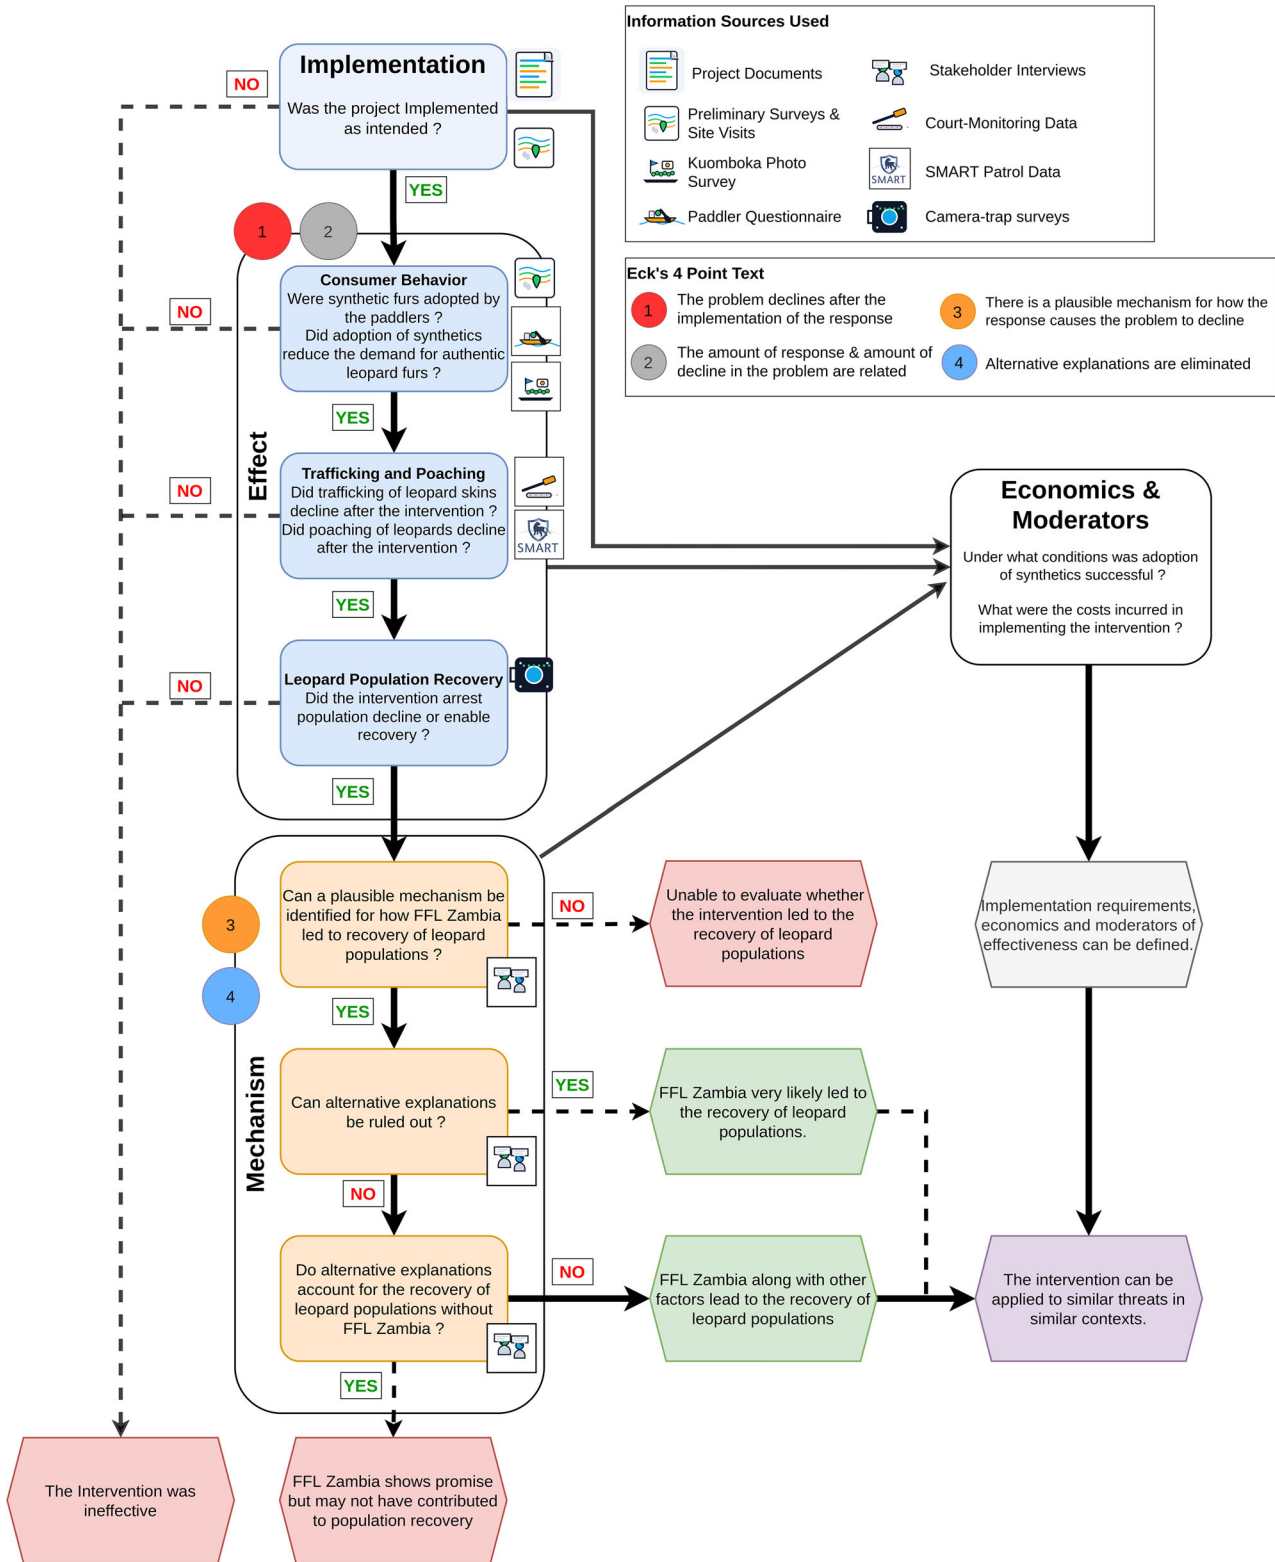 Implementation
Was the project Implemented
as intended ?
NO
YES
Information Sources Used
Project Documents
Stakeholder Interviews
Preliminary Surveys &
Site Visits
Court-Monitoring Data
Kuomboka Photo
Survey
SMART
SMART Patrol Data
Paddler Questionnaire
Camera-trap surveys
Eck's 4 Point Text
1
The problem declines after the
implementation of the response
3
There is a plausible mechanism for how the
response causes the problem to decline
2
The amount of response & amount of
decline in the problem are related
4
Alternative explanations are eliminated
1
2
Effect
Consumer Behavior
Were synthetic furs adopted by
the paddlers ?
Did adoption of synthetics
reduce the demand for authentic
leopard furs ?
NO
YES
Trafficking and Poaching
Did trafficking of leopard skins
decline after the intervention ?
Did poaching of leopards decline
after the intervention ?
SMART
NO
YES
Leopard Population Recovery
Did the intervention arrest
population decline or enable
recovery ?
NO
YES
Economics &
Moderators
Under what conditions was adoption
of synthetics successful ?
What were the costs incurred in
implementing the intervention ?
3
4
Mechanism
Can a plausible mechanism be
identified for how FFL Zambia
led to recovery of leopard
populations ?
NO
YES
Unable to evaluate whether
the intervention led to the
recovery of leopard
populations
Implementation requirements,
economics and moderators of
effectiveness can be defined.
Can alternative explanations
be ruled out ?
YES
NO
FFL Zambia very likely led to
the recovery of leopard
populations.
Do alternative explanations
account for the recovery of
leopard populations without
FFL Zambia ?
NO
YES
FFL Zambia along with other
factors lead to the recovery of
leopard populations
The intervention can be
applied to similar threats in
similar contexts.
The Intervention was
ineffective
FFL Zambia shows promise
but may not have contributed
to population recovery